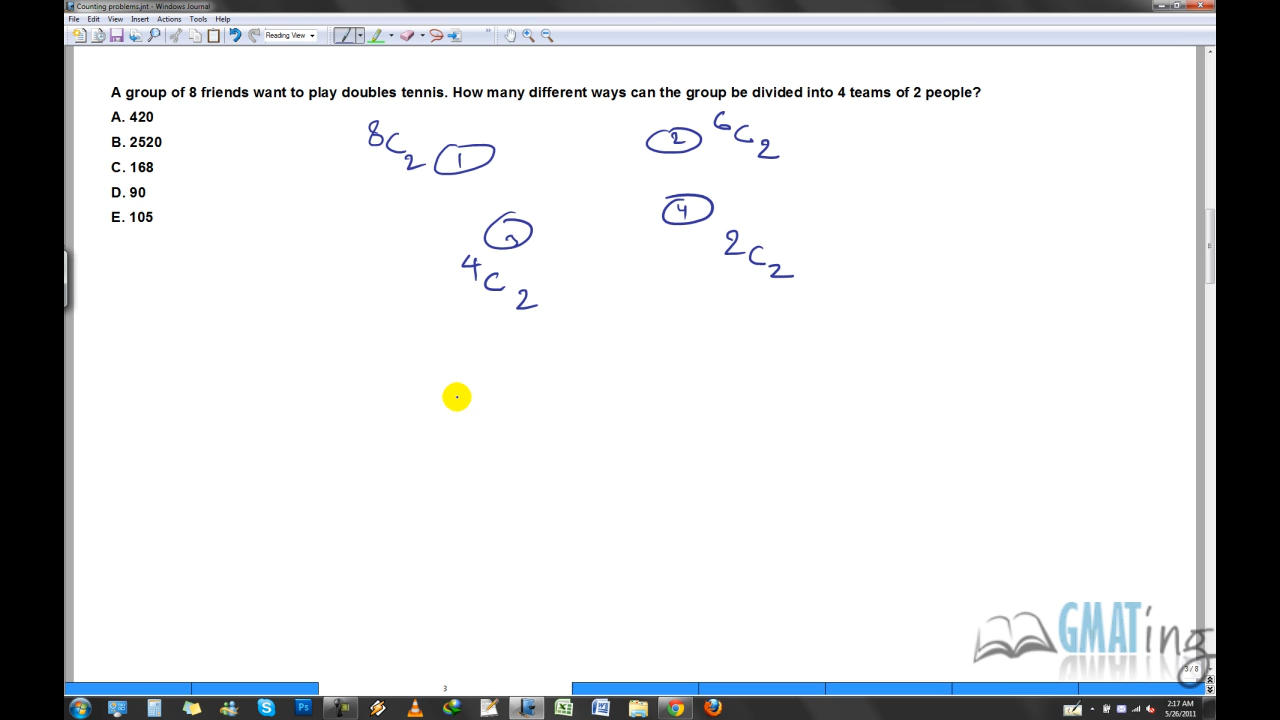 Counting problems.jnt - Windows Journal
File Edit View Insert Actions Tools Help
Reading View
A group of 8 friends want to play doubles tennis. How many different ways can the group be divided into 4 teams of 2 people?
A. 420
B. 2520
C. 168
D. 90
E. 105
8C2 1
2 6C2
3
4
4C2
2C2
GMATing
3 / 8
3
2:17 AM
5/26/2011